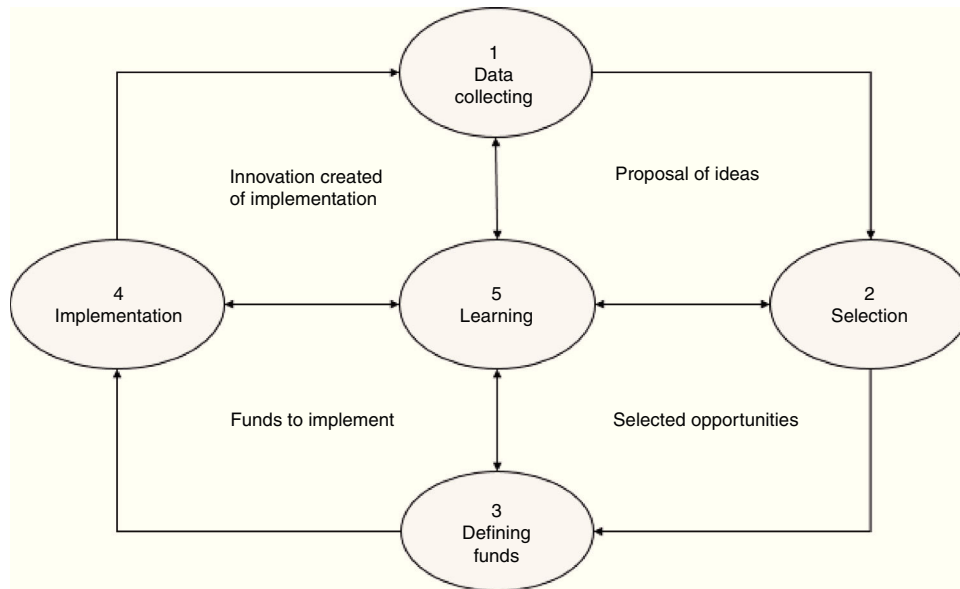 1
Data
collecting
Innovation created
of implementation
Proposal of ideas
4
Implementation
5
Learning
2
Selection
Funds to implement
Selected opportunities
3
Defining
funds